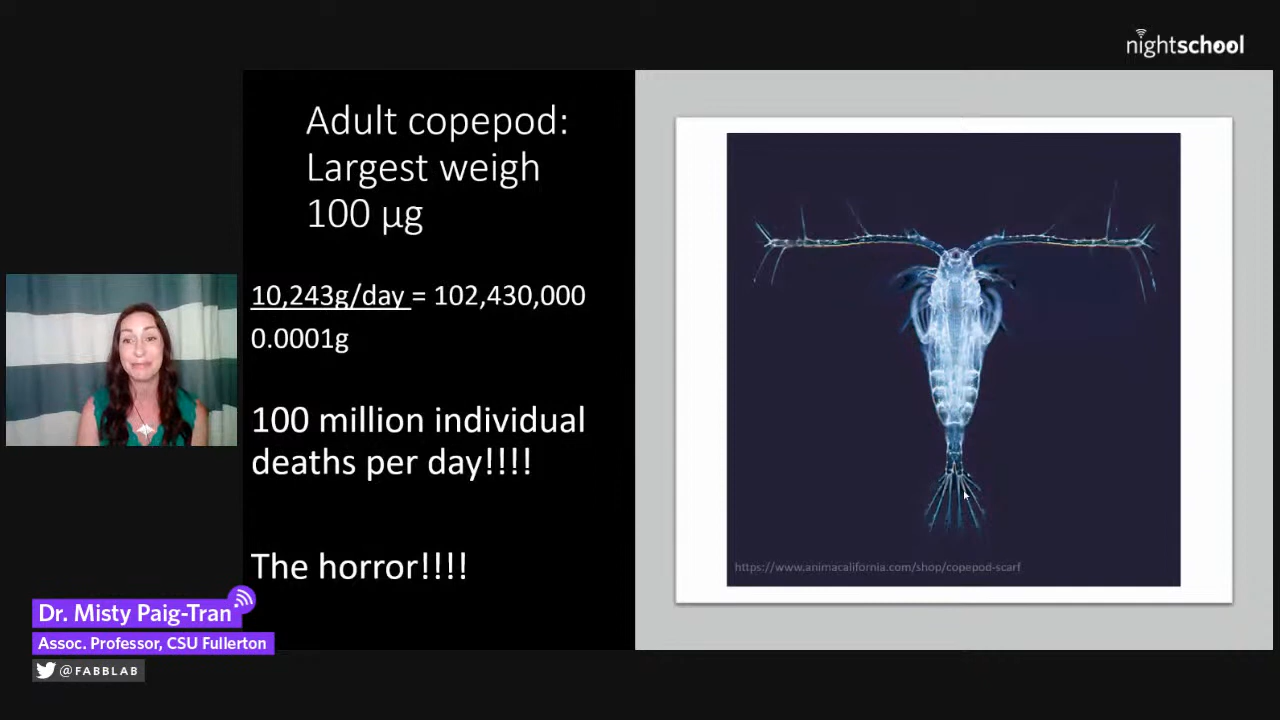 nightschool
Adult copepod:
Largest weigh
100 µg
10,243g/day = 102,430,000
0.0001g
100 million individual
deaths per day!!!!
The horror!!!!
https://www.animacalifornia.com/shop/copepod-scarf
Dr. Misty Paig-Tran
Assoc. Professor, CSU Fullerton
@FABBLAB